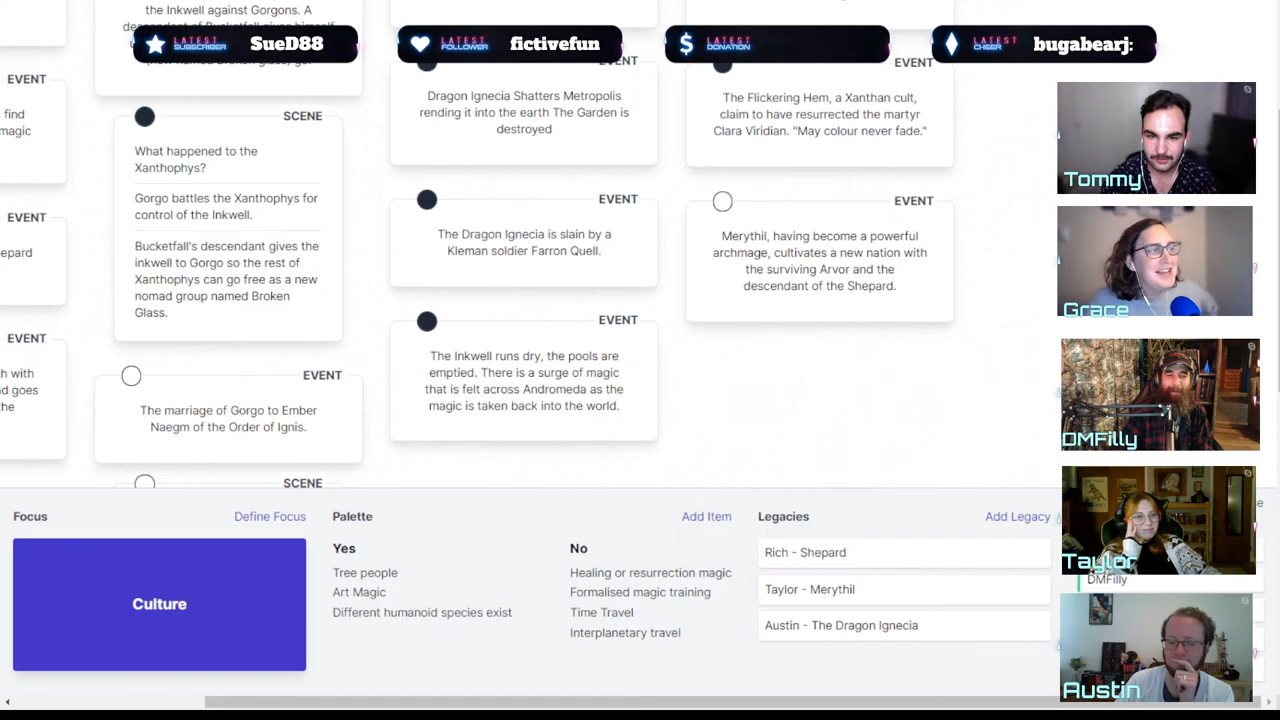 the Inkwell against Gorgons. A
LATEST
SUBSCRIBER
SueD88
LATEST
FOLLOWER
fictivefun
LATEST
DONATION
LATEST
CHEER
bugabearj:
EVENT
find
magic
EVENT
epard
EVENT
h with
d goes
the
SCENE
What happened to the
Xanthophys?
Gorgo battles the Xanthophys for
control of the Inkwell.
Bucketfall's descendant gives the
inkwell to Gorgo so the rest of
Xanthophys can go free as a new
nomad group named Broken
Glass.
EVENT
The marriage of Gorgo to Ember
Naegm of the Order of Ignis.
SCENE
EVENT
Dragon Ignecia Shatters Metropolis
rending it into the earth The Garden is
destroyed
EVENT
The Dragon Ignecia is slain by a
Kleman soldier Farron Quell.
EVENT
The Inkwell runs dry, the pools are
emptied. There is a surge of magic
that is felt across Andromeda as the
magic is taken back into the world.
EVENT
The Flickering Hem, a Xanthan cult,
claim to have resurrected the martyr
Clara Viridian. "May colour never fade."
EVENT
Merythil, having become a powerful
archmage, cultivates a new nation with
the surviving Arvor and the
descendant of the Shepard.
Focus
Define Focus
Culture
Palette
Add Item
Yes
Tree people
Art Magic
Different humanoid species exist
No
Healing or resurrection magic
Formalised magic training
Time Travel
Interplanetary travel
Legacies
Add Legacy
Rich - Shepard
Taylor - Merythil
Austin - The Dragon Ignecia
Tommy
Grace
DMFilly
Taylor
DMFilly
Austin